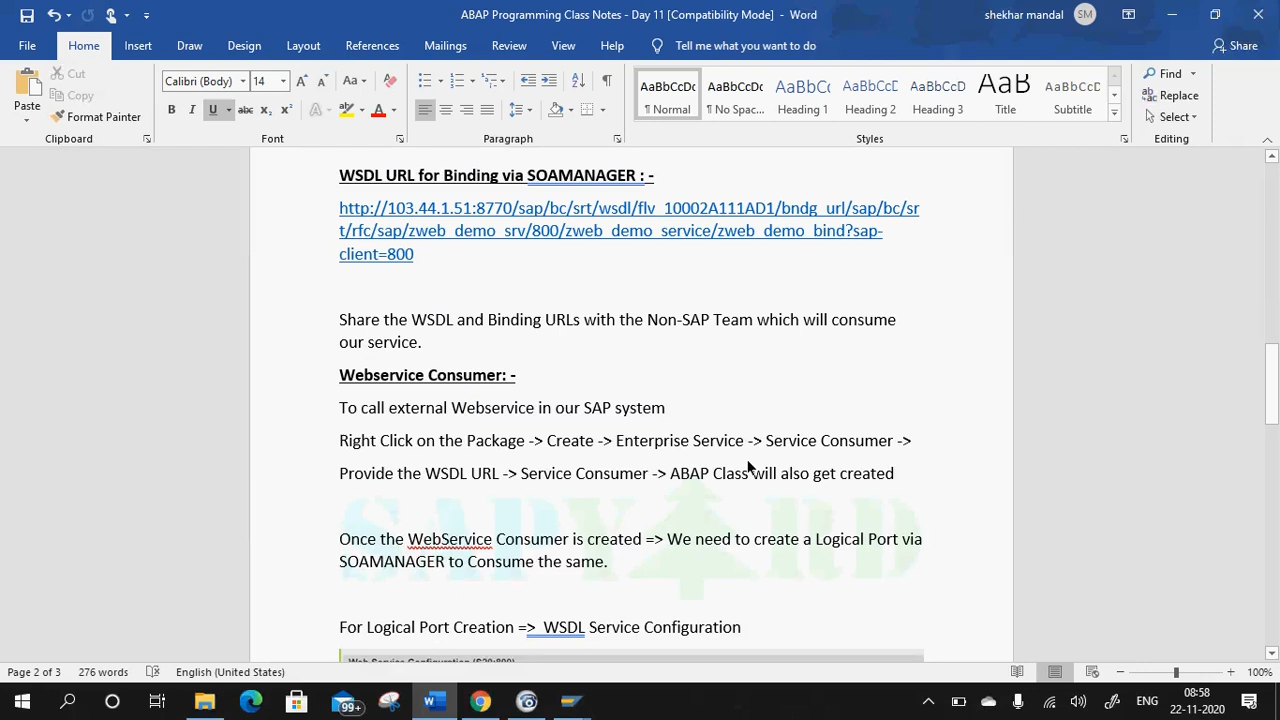 ABAP Programming Class Notes - Day 11 [Compatibility Mode] - Word
shekhar mandal
SM
File
Home
Insert
Draw
Design
Layout
References
Mailings
Review
View
Help
Tell me what you want to do
Share
Paste
Cut
Copy
Format Painter
Clipboard
Calibri (Body)
14
Font
Paragraph
AaBbCcDc
¶ Normal
AaBbCcDc
¶ No Spac...
AaBbCc
Heading 1
AaBbCcD
Heading 2
AaBbCcD
Heading 3
AaB
Title
AaBbCcD
Subtitle
Styles
Find
Replace
Select
Editing
WSDL URL for Binding via SOAMANAGER : -
http://103.44.1.51:8770/sap/bc/srt/wsdl/flv_10002A111AD1/bndg_url/sap/bc/sr
t/rfc/sap/zweb_demo_srv/800/zweb_demo_service/zweb_demo_bind?sap-
client=800
Share the WSDL and Binding URLs with the Non-SAP Team which will consume
our service.
Webservice Consumer: -
To call external Webservice in our SAP system
Right Click on the Package -> Create -> Enterprise Service -> Service Consumer ->
Provide the WSDL URL -> Service Consumer -> ABAP Class will also get created
SAPYARD
Once the WebService Consumer is created => We need to create a Logical Port via
SOAMANAGER to Consume the same.
For Logical Port Creation => WSDL Service Configuration
Page 2 of 3
276 words
English (United States)
100%
99+
ENG
08:58
22-11-2020